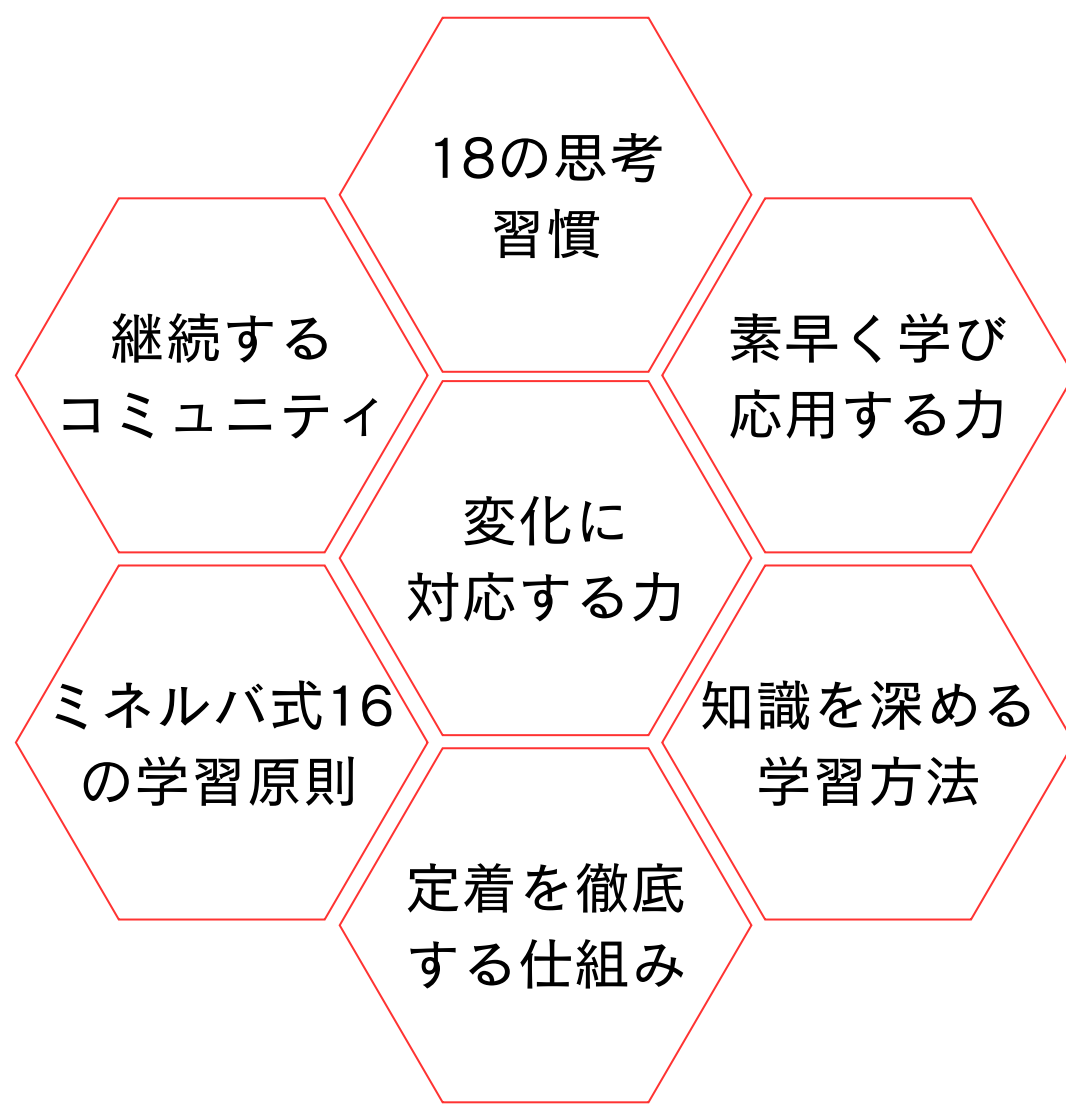 18の思考
習慣
継続する
コミュニティ
素早く学び
応用する力
変化に
対応する力
ミネルバ式16
の学習原則
知識を深める
学習方法
定着を徹底
する仕組み